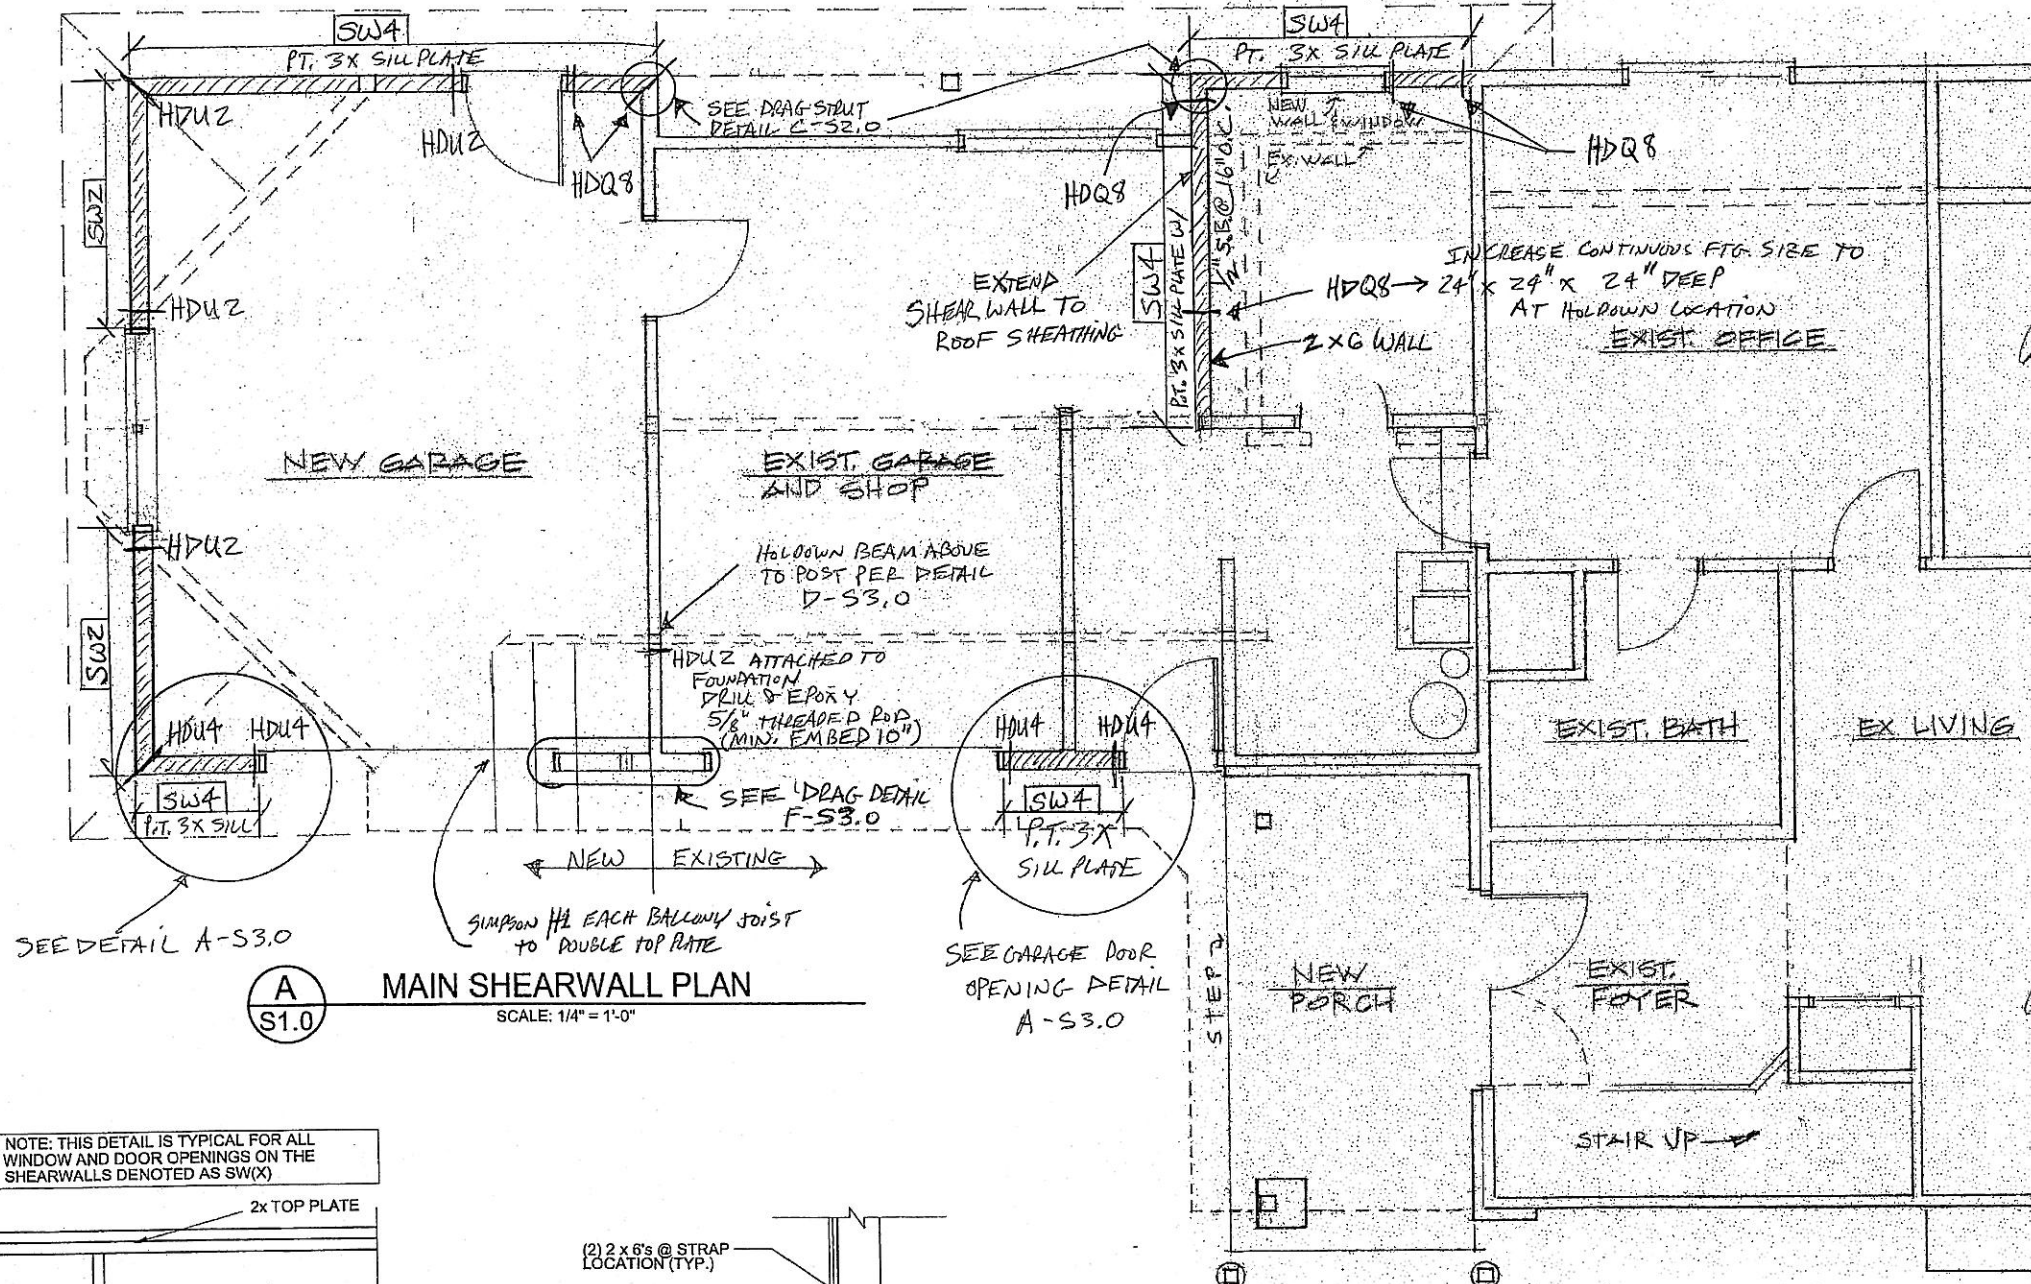 SW4
P.T. 3X SILL PLATE
SW4
P.T. 3X SILL PLATE
HDU2
HDU2
HDQ8
SEE DRAG STRUT
DETAIL C-S2.0
HDQ8
NEW
WALL & WINDOW
EX. WALL
HDQ8
SW2
HDU2
EXTEND
SHEAR WALL TO
ROOF SHEATHING
SW4
P.T. 3X SILL PLATE W/
1/2" S.B.@ 16" O.C.
HDQ8
INCREASE CONTINUOUS FTG. SIZE TO
24" x 24" x 24" DEEP
AT HOLDOWN LOCATION
2X6 WALL
EXIST. OFFICE
NEW GARAGE
EXIST. GARAGE
AND SHOP
HDU2
HOLDOWN BEAM ABOVE
TO POST PER DETAIL
D-S3.0
SW2
HDU2 ATTACHED TO
FOUNDATION
DRILL & EPOXY
5/8" THREADED ROD
(MIN. EMBED 10")
HDU4 HDU4
HDU4 HDU4
EXIST. BATH
EX LIVING
SW4
P.T. 3X SILL
SEE DRAG DETAIL
F-S3.0
SW4
P.T. 3X
SILL PLATE
NEW EXISTING
SEE DETAIL A-S3.0
SIMPSON H1 EACH BALCONY JOIST
TO DOUBLE TOP PLATE
SEE GARAGE DOOR
OPENING DETAIL
A-S3.0
STEP
NEW
PORCH
EXIST.
FOYER
STAIR UP
A
S1.0
MAIN SHEARWALL PLAN
SCALE: 1/4" = 1'-0"
NOTE: THIS DETAIL IS TYPICAL FOR ALL
WINDOW AND DOOR OPENINGS ON THE
SHEARWALLS DENOTED AS SW(X)
2x TOP PLATE
(2) 2 x 6's @ STRAP
LOCATION (TYP.)